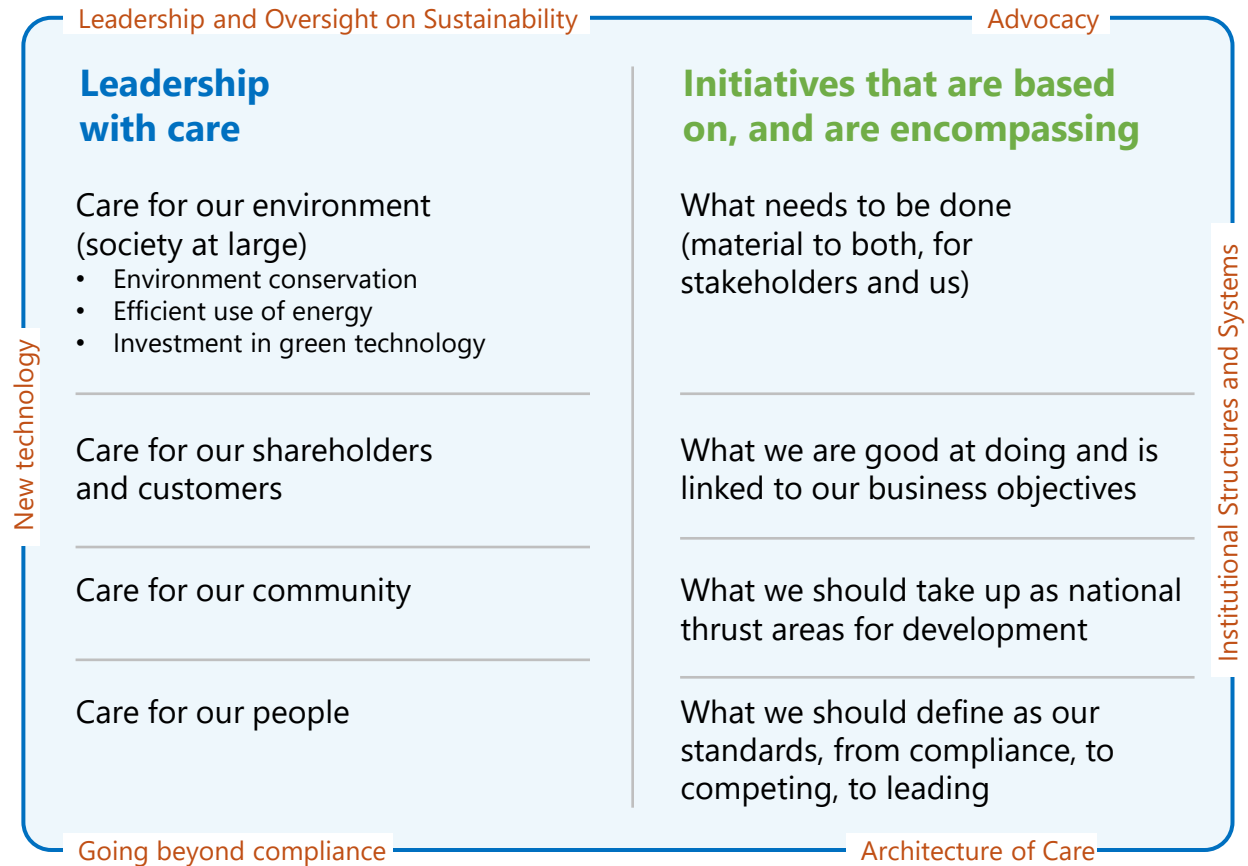 Leadership and Oversight on Sustainability
Advocacy
Leadership
with care
Care for our environment
(society at large)
• Environment conservation
• Efficient use of energy
• Investment in green technology
Care for our shareholders
and customers
Care for our community
Care for our people
Initiatives that are based
on, and are encompassing
What needs to be done
(material to both, for
stakeholders and us)
What we are good at doing and is
linked to our business objectives
What we should take up as national
thrust areas for development
What we should define as our
standards, from compliance, to
competing, to leading
New technology
Institutional Structures and Systems
Going beyond compliance
Architecture of Care